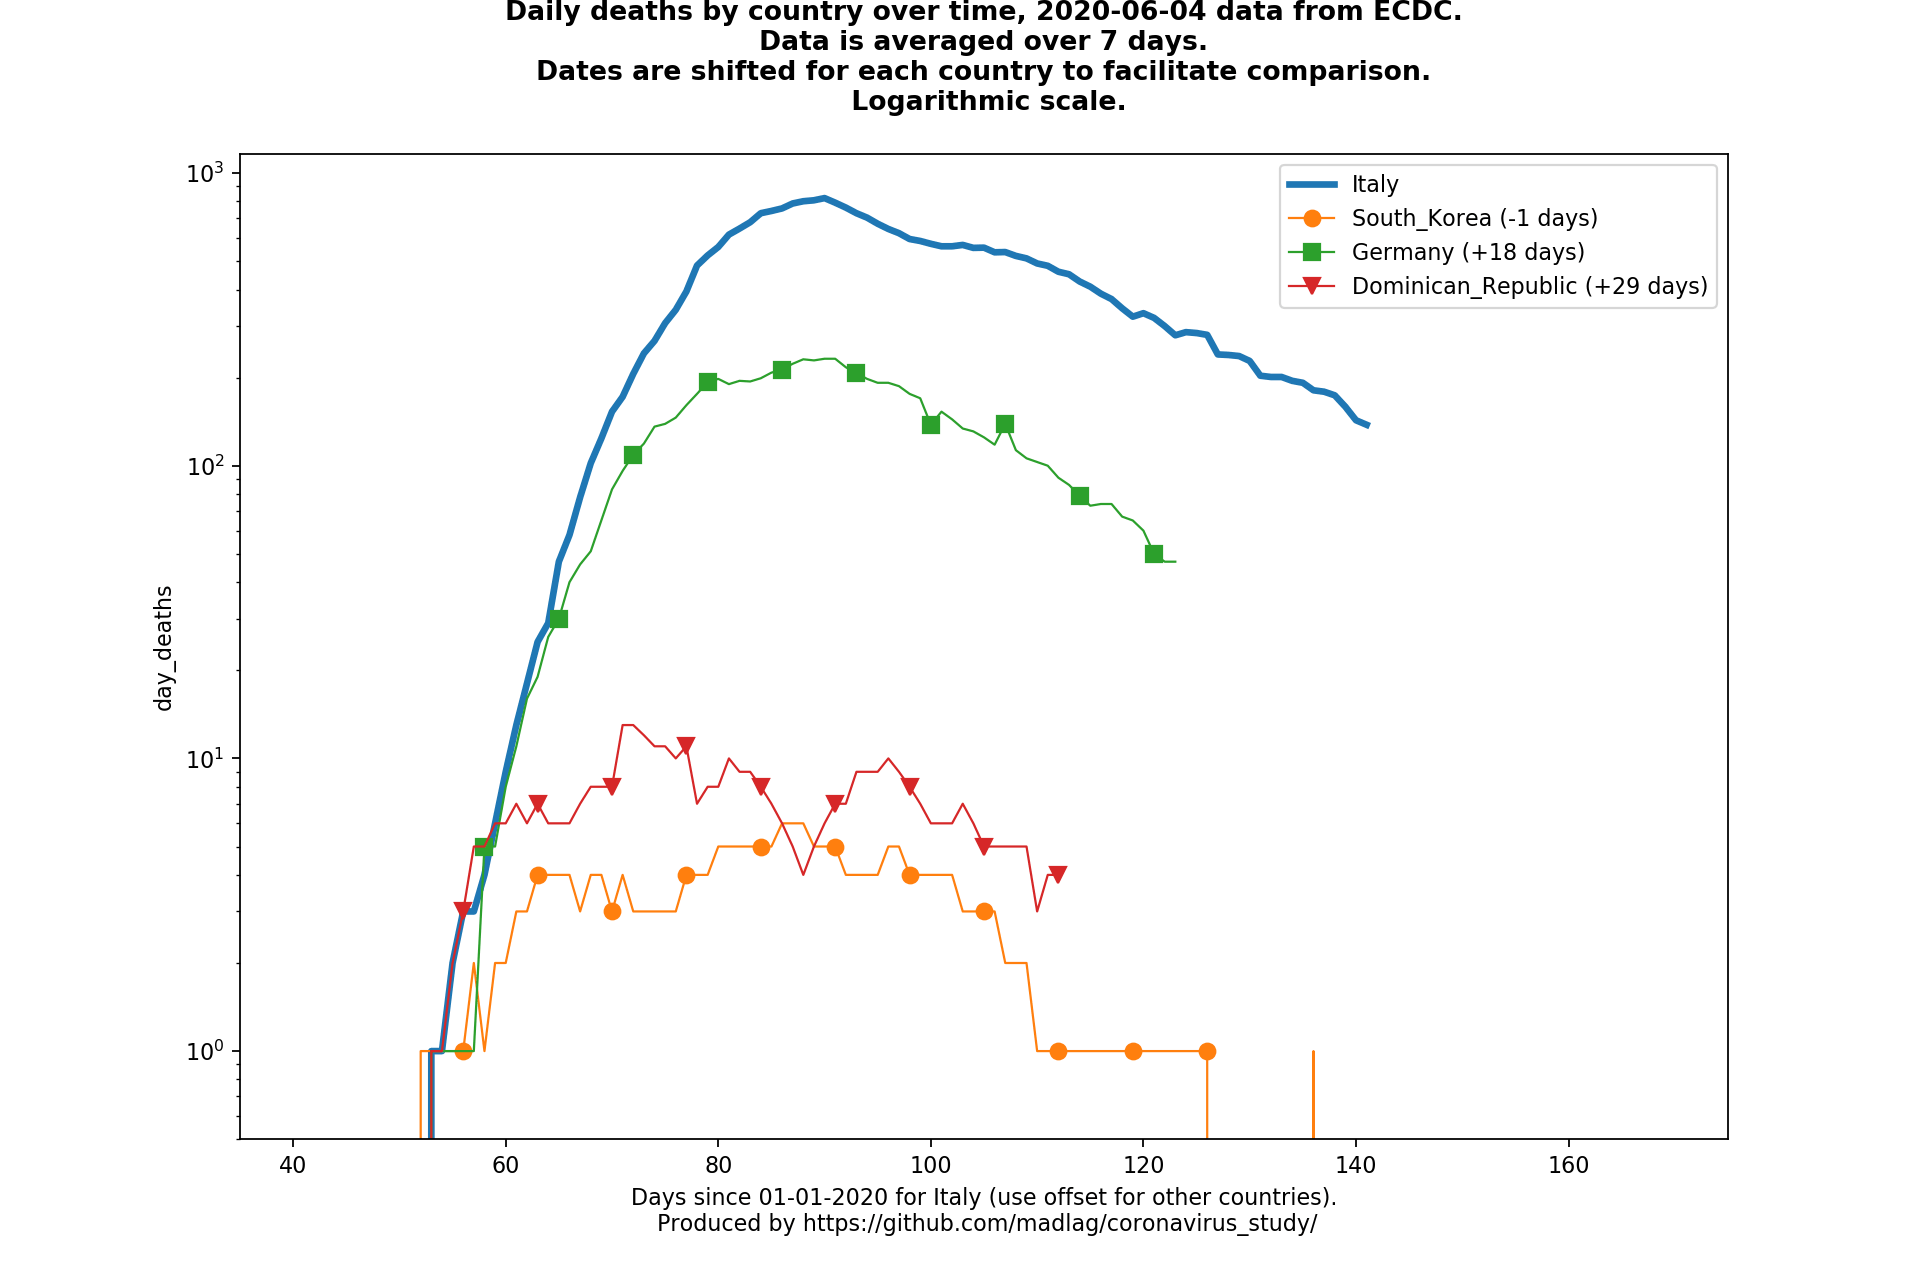 Daily deaths by country over time, 2020-06-04 data from ECDC.
Data is averaged over 7 days.
Dates are shifted for each country to facilitate comparison.
Logarithmic scale.
10³
10²
10¹
10⁰
day_deaths
Italy
South_Korea (-1 days)
Germany (+18 days)
Dominican_Republic (+29 days)
40 60 80 100 120 140 160
Days since 01-01-2020 for Italy (use offset for other countries).
Produced by https://github.com/madlag/coronavirus_study/